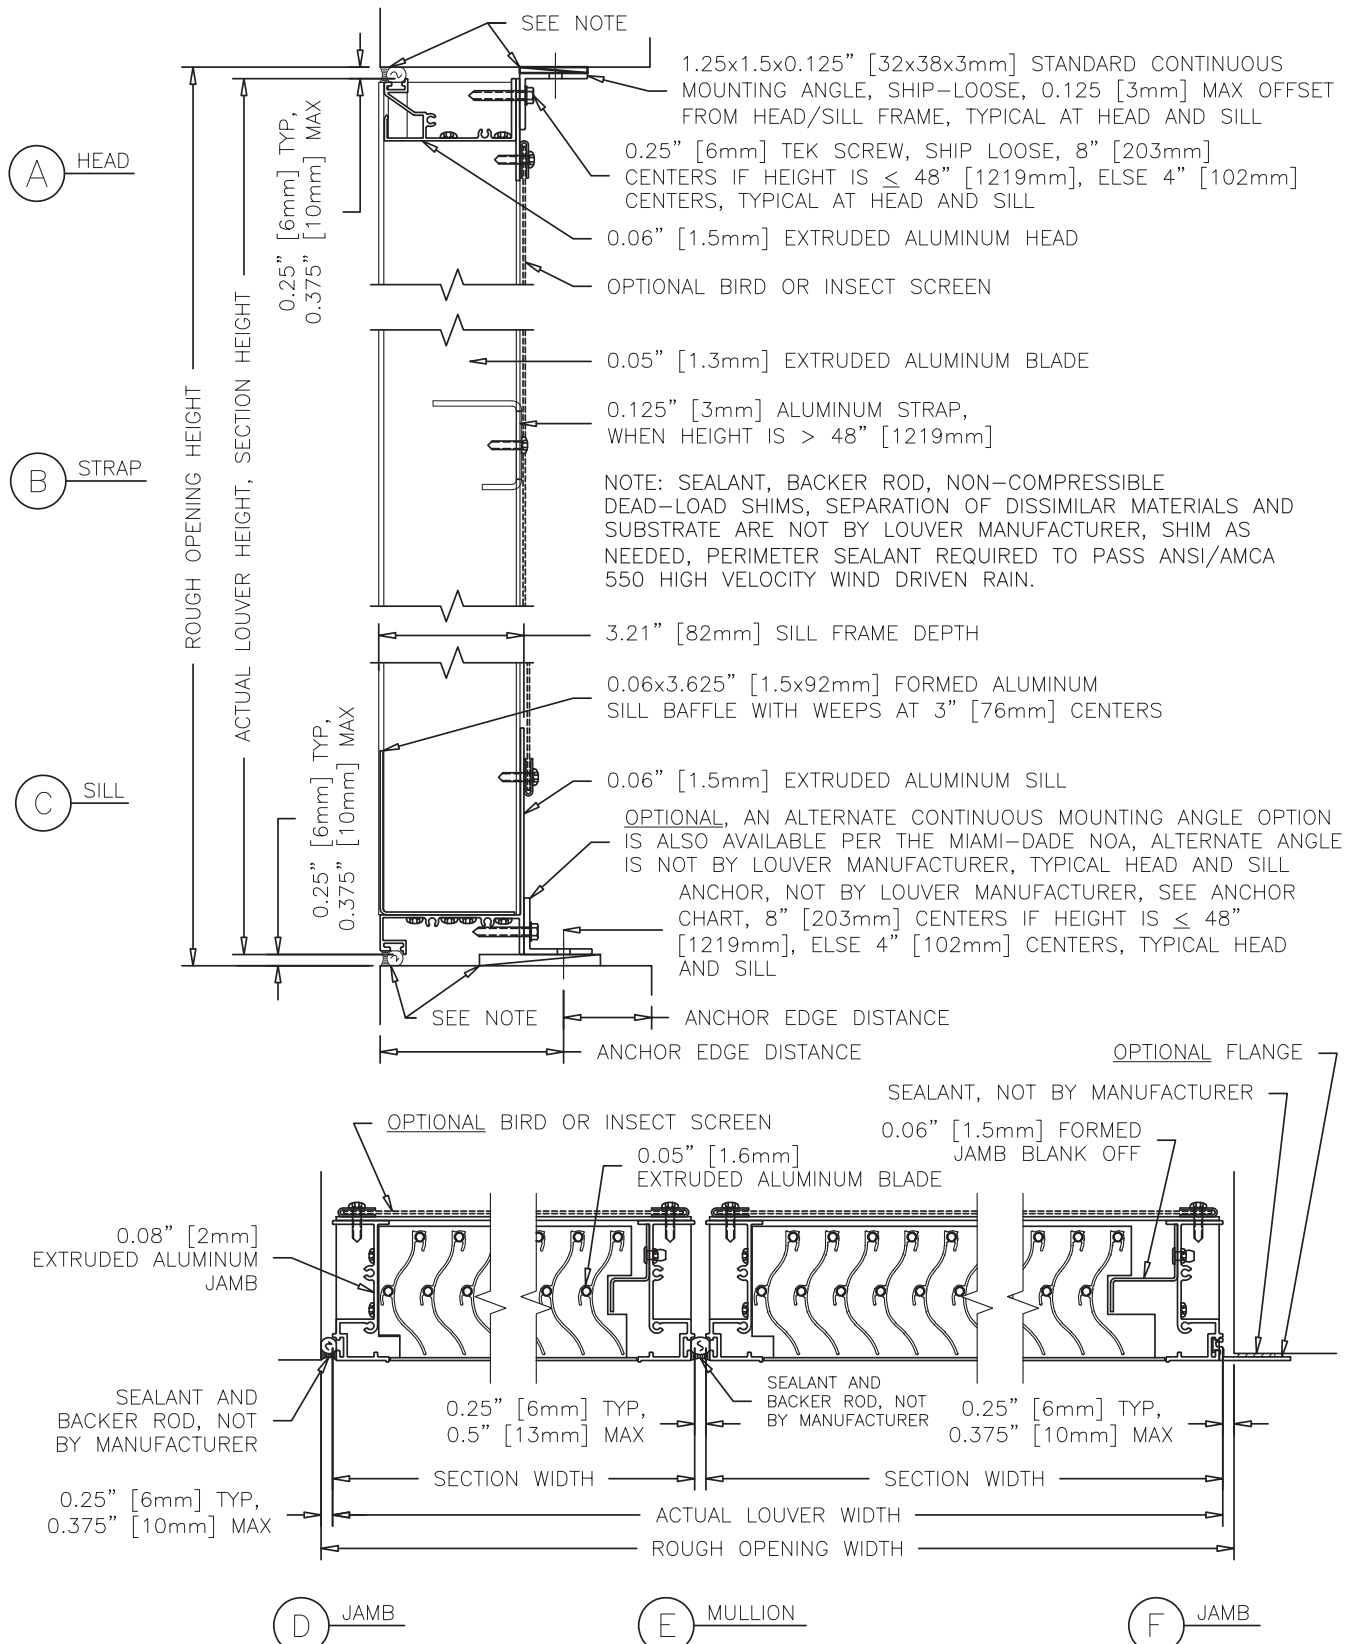 SEE NOTE
1.25x1.5x0.125” [32x38x3mm] STANDARD CONTINUOUS
MOUNTING ANGLE, SHIP-LOOSE, 0.125 [3mm] MAX OFFSET
FROM HEAD/SILL FRAME, TYPICAL AT HEAD AND SILL
0.25” [6mm] TEK SCREW, SHIP LOOSE, 8” [203mm]
CENTERS IF HEIGHT IS ≤ 48” [1219mm], ELSE 4” [102mm]
CENTERS, TYPICAL AT HEAD AND SILL
A HEAD
0.25” [6mm] TYP,
0.375” [10mm] MAX
0.06” [1.5mm] EXTRUDED ALUMINUM HEAD
OPTIONAL BIRD OR INSECT SCREEN
ROUGH OPENING HEIGHT
ACTUAL LOUVER HEIGHT, SECTION HEIGHT
0.05” [1.3mm] EXTRUDED ALUMINUM BLADE
0.125” [3mm] ALUMINUM STRAP,
WHEN HEIGHT IS > 48” [1219mm]
B STRAP
NOTE: SEALANT, BACKER ROD, NON-COMPRESSIBLE
DEAD-LOAD SHIMS, SEPARATION OF DISSIMILAR MATERIALS AND
SUBSTRATE ARE NOT BY LOUVER MANUFACTURER, SHIM AS
NEEDED, PERIMETER SEALANT REQUIRED TO PASS ANSI/AMCA
550 HIGH VELOCITY WIND DRIVEN RAIN.
3.21” [82mm] SILL FRAME DEPTH
0.06x3.625” [1.5x92mm] FORMED ALUMINUM
SILL BAFFLE WITH WEEPS AT 3” [76mm] CENTERS
C SILL
0.25” [6mm] TYP,
0.375” [10mm] MAX
0.06” [1.5mm] EXTRUDED ALUMINUM SILL
OPTIONAL, AN ALTERNATE CONTINUOUS MOUNTING ANGLE OPTION
IS ALSO AVAILABLE PER THE MIAMI-DADE NOA, ALTERNATE ANGLE
IS NOT BY LOUVER MANUFACTURER, TYPICAL HEAD AND SILL
ANCHOR, NOT BY LOUVER MANUFACTURER, SEE ANCHOR
CHART, 8” [203mm] CENTERS IF HEIGHT IS ≤ 48”
[1219mm], ELSE 4” [102mm] CENTERS, TYPICAL HEAD
AND SILL
SEE NOTE
ANCHOR EDGE DISTANCE
ANCHOR EDGE DISTANCE
OPTIONAL FLANGE
SEALANT, NOT BY MANUFACTURER
OPTIONAL BIRD OR INSECT SCREEN
0.06” [1.5mm] FORMED
JAMB BLANK OFF
0.05” [1.6mm]
EXTRUDED ALUMINUM BLADE
0.08” [2mm]
EXTRUDED ALUMINUM
JAMB
SEALANT AND
BACKER ROD, NOT
BY MANUFACTURER
0.25” [6mm] TYP,
0.5” [13mm] MAX
SEALANT AND
BACKER ROD, NOT
BY MANUFACTURER
0.25” [6mm] TYP,
0.375” [10mm] MAX
SECTION WIDTH
SECTION WIDTH
0.25” [6mm] TYP,
0.375” [10mm] MAX
ACTUAL LOUVER WIDTH
ROUGH OPENING WIDTH
D JAMB
E MULLION
F JAMB